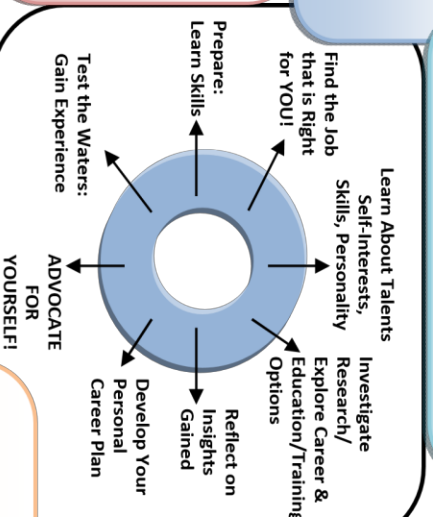 Learn About Talents
Self-Interests,
Skills, Personality
Investigate
Research/
Explore Career &
Education/Training
Options
Reflect on
Insights
Gained
Develop Your
Personal
Career Plan
ADVOCATE
FOR
YOURSELF!
Test the Waters:
Gain Experience
Prepare:
Learn Skills
Find the Job
that is Right
for YOU!